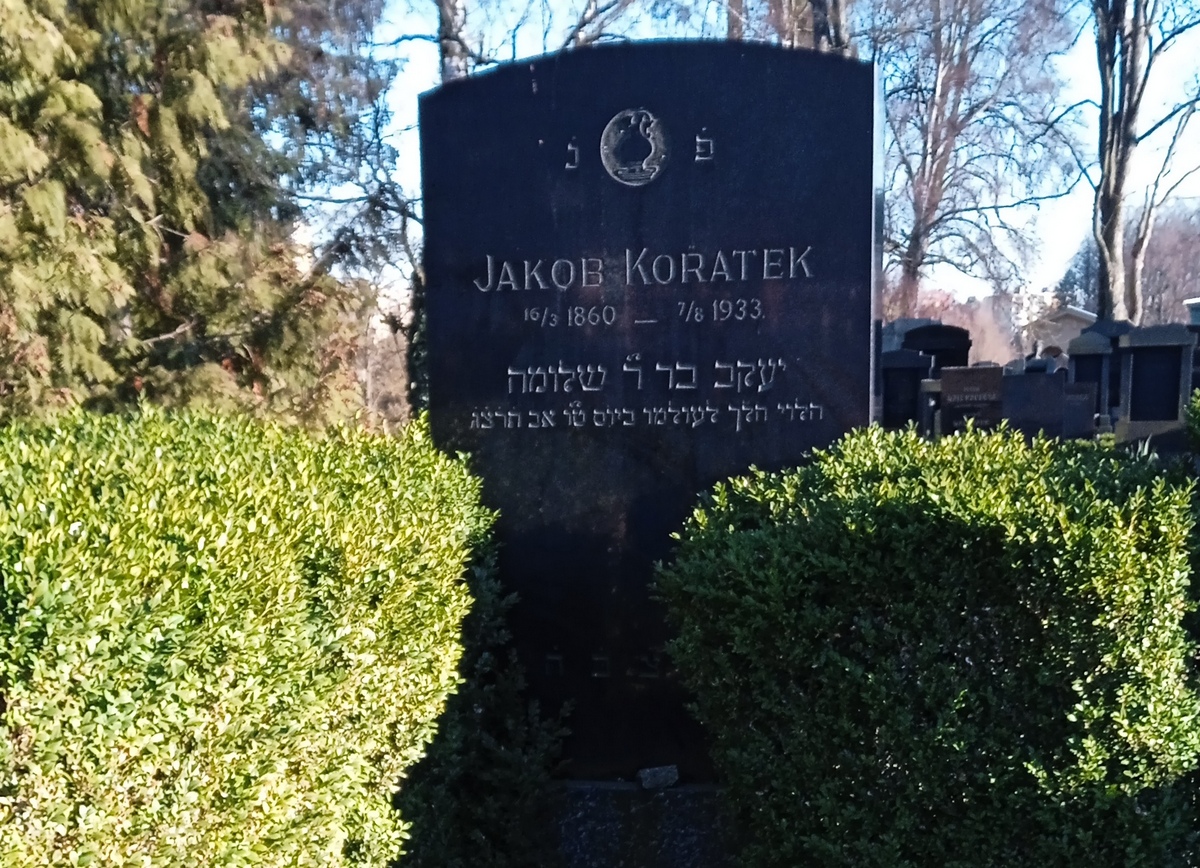 פ נ
JAKOB KORATEK
16/3 1860 — 7/8 1933.
יעקב בר ר' שלומה
הלוי הלך לעולמו ביום ט"ו אב תרצ"ג
צ ב ה